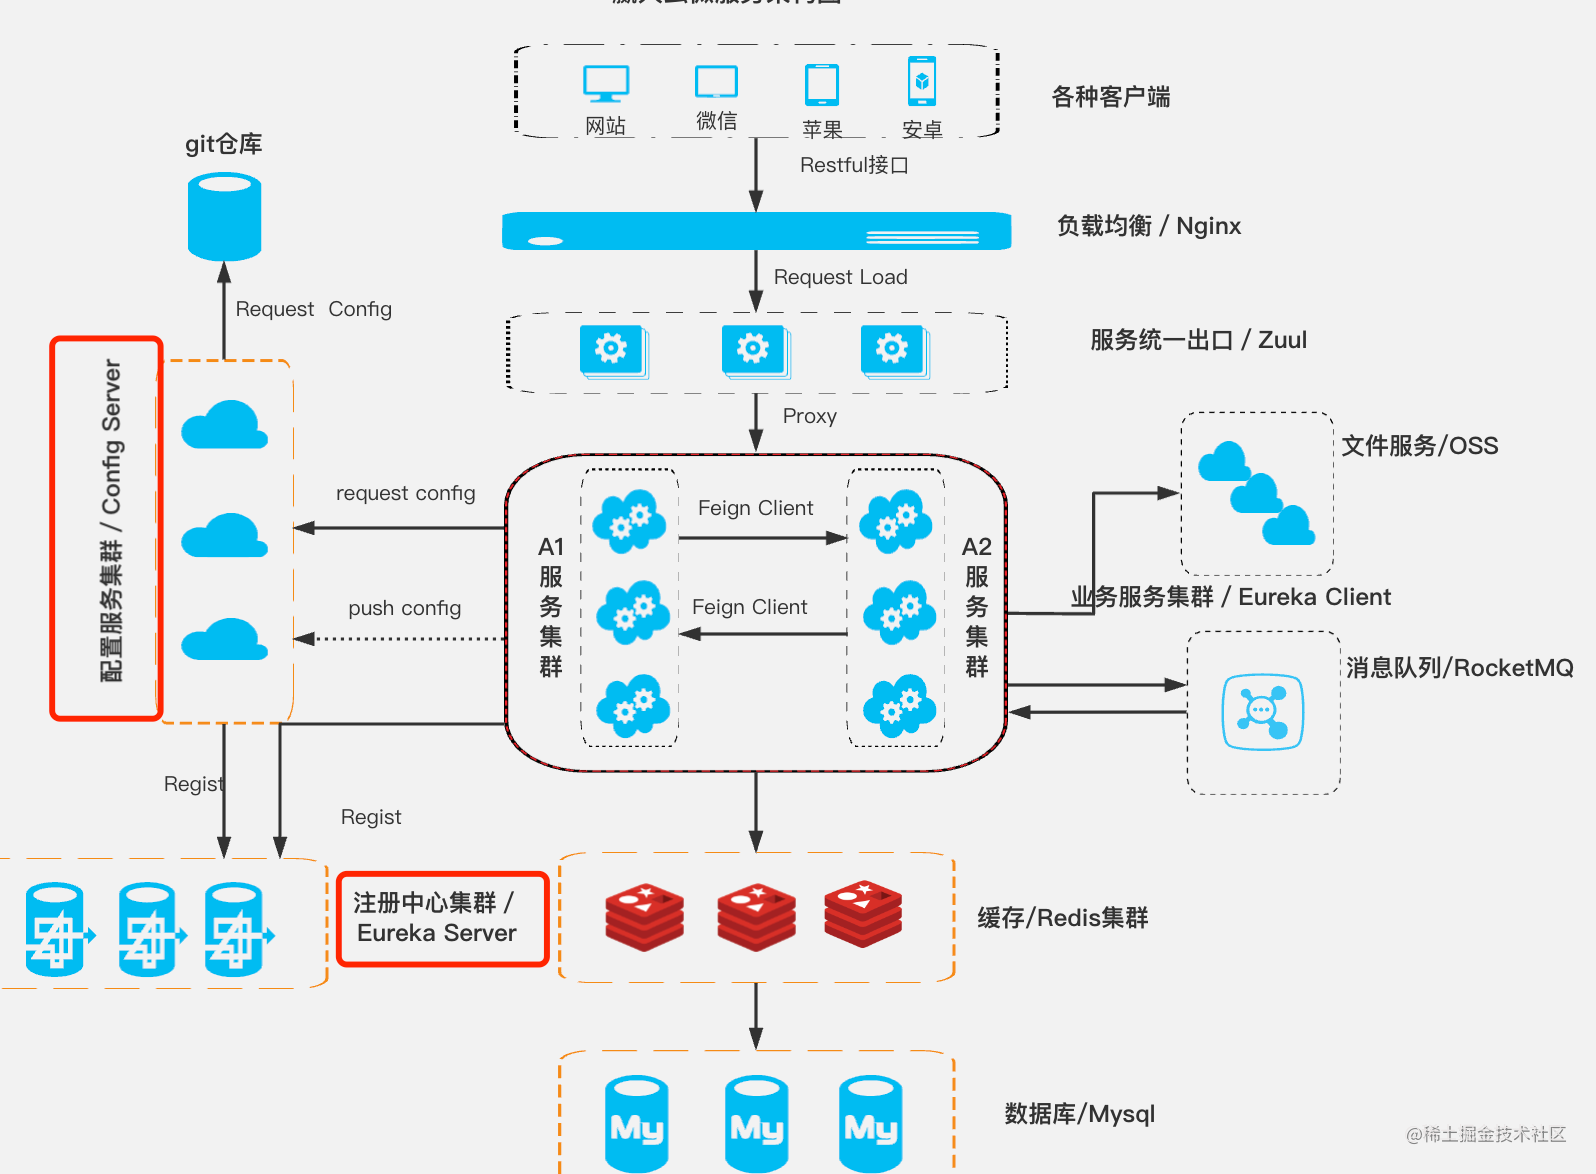 网站
微信
苹果
安卓
各种客户端
Restful接口
git仓库
负载均衡 / Nginx
Request Load
Request Config
服务统一出口 / Zuul
Proxy
配置服务集群 / Config Server
request config
push config
A1
服
务
集
群
Feign Client
Feign Client
A2
服
务
集
群
文件服务/OSS
业务服务集群 / Eureka Client
消息队列/RocketMQ
Regist
Regist
注册中心集群 /
Eureka Server
缓存/Redis集群
My
My
My
数据库/Mysql
@稀土掘金技术社区